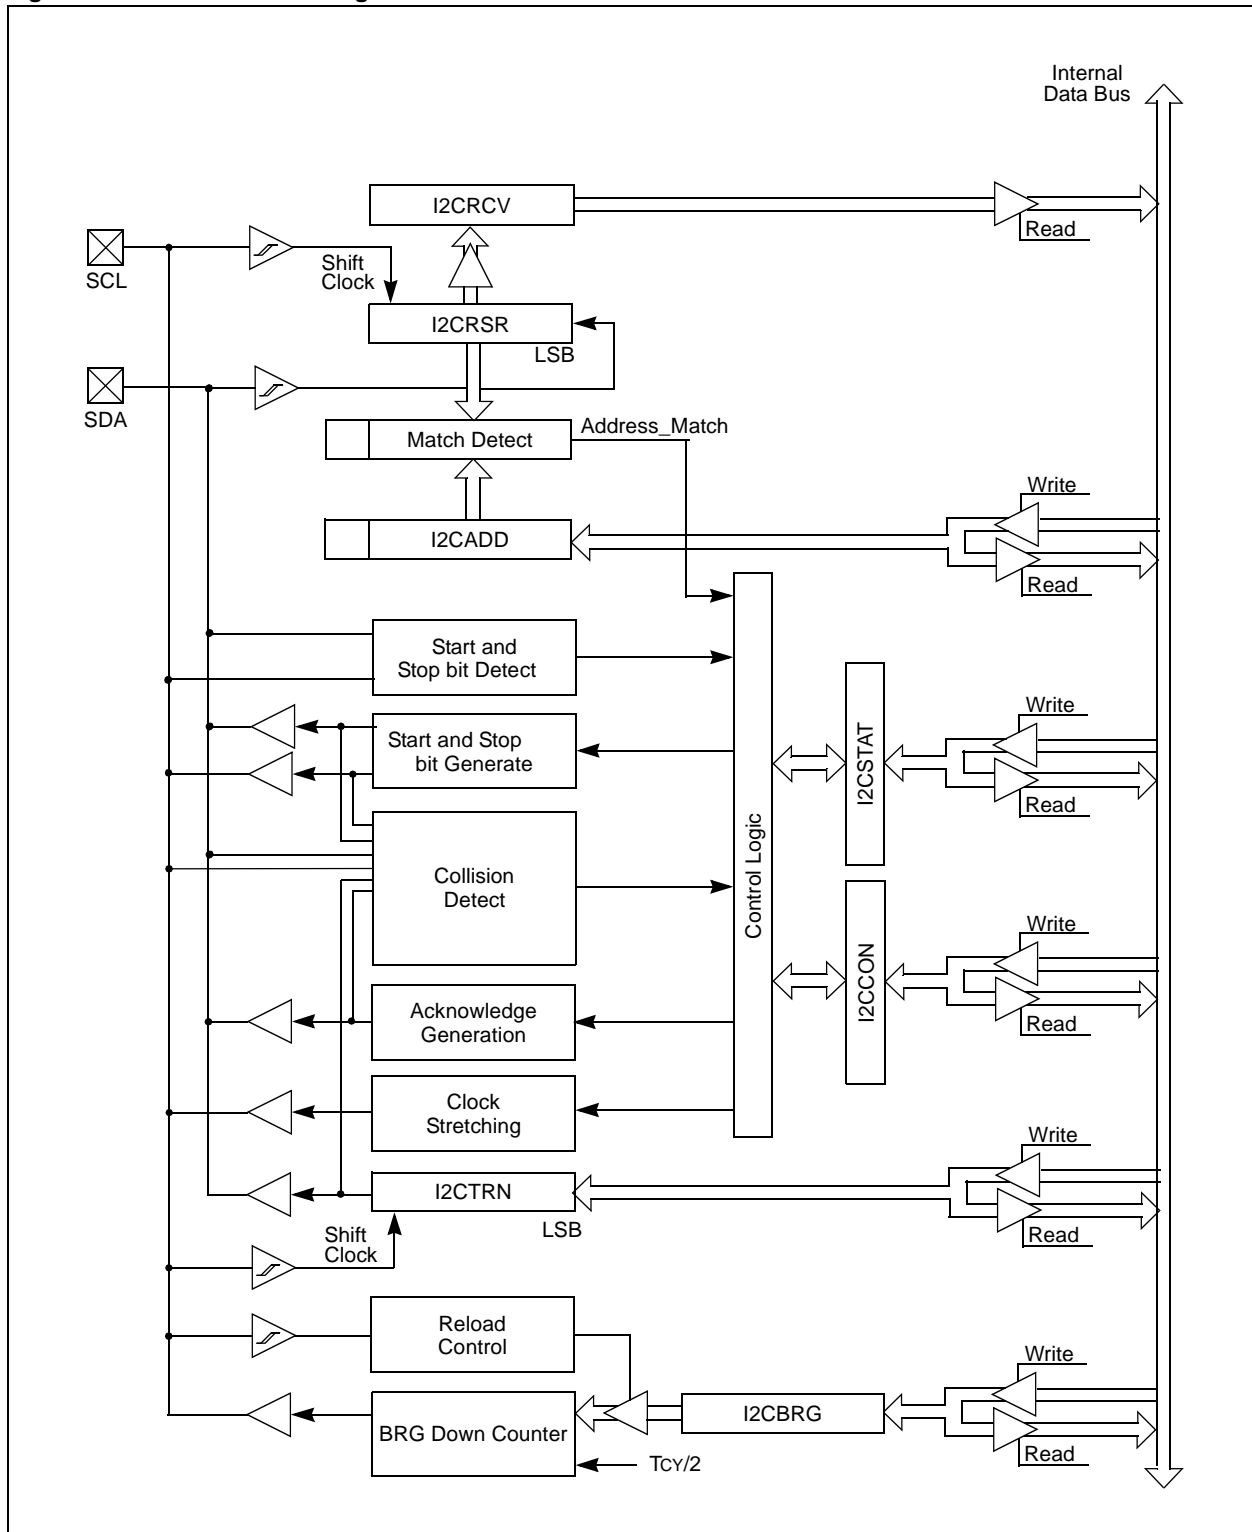 Internal
Data Bus
I2CRCV
Read
SCL
Shift
Clock
I2CRSR
LSB
SDA
Match Detect
Address_Match
Write
I2CADD
Read
Start and
Stop bit Detect
Start and Stop
bit Generate
Write
I2CSTAT
Read
Collision
Detect
Control Logic
Write
I2CCON
Read
Acknowledge
Generation
Clock
Stretching
Write
I2CTRN
LSB
Read
Shift
Clock
Reload
Control
Write
I2CBRG
BRG Down Counter
Read
TCY/2